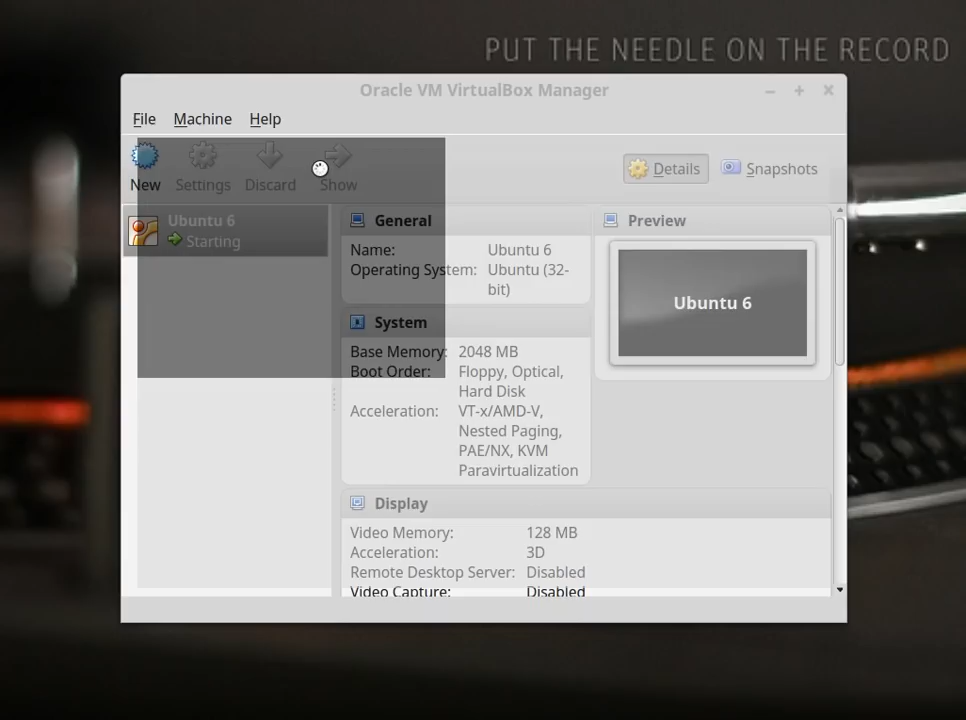 PUT THE NEEDLE ON THE RECORD
Oracle VM VirtualBox Manager
File Machine Help
New Settings Discard Show Details Snapshots
Ubuntu 6
Starting
General
Name: Ubuntu 6
Operating System: Ubuntu (32-
bit)
System
Base Memory: 2048 MB
Boot Order: Floppy, Optical,
Hard Disk
Acceleration: VT-x/AMD-V,
Nested Paging,
PAE/NX, KVM
Paravirtualization
Preview
Ubuntu 6
Display
Video Memory: 128 MB
Acceleration: 3D
Remote Desktop Server: Disabled
Video Capture: Disabled